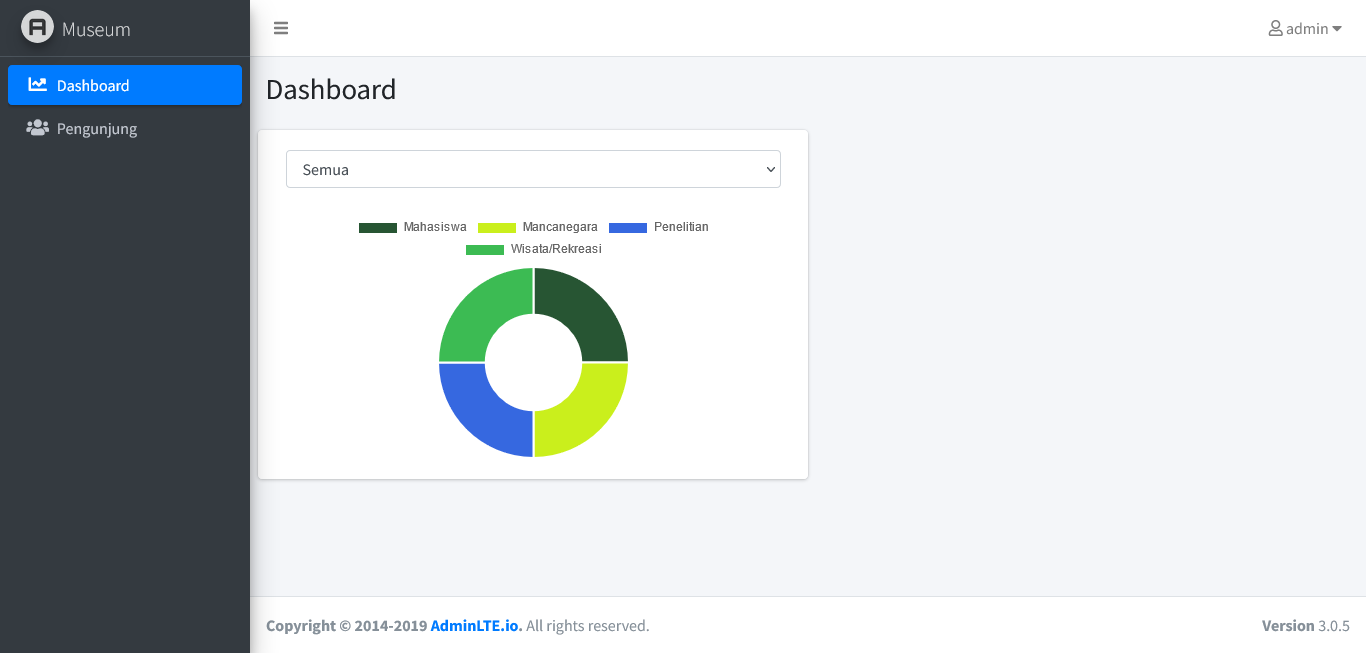 Museum
admin
Dashboard
Pengunjung
Dashboard
Semua
Mahasiswa Mancanegara Penelitian
Wisata/Rekreasi
Copyright © 2014-2019 AdminLTE.io. All rights reserved.
Version 3.0.5